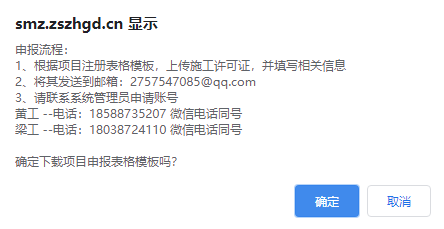 smz.zszhgd.cn 显示
申报流程：
1、根据项目注册表格模板，上传施工许可证，并填写相关信息
2、将其发送到邮箱：2757547085@qq.com
3、请联系系统管理员申请账号
黄工 --电话：18588735207 微信电话同号
梁工 --电话：18038724110 微信电话同号
确定下载项目申报表格模板吗？
确定
取消